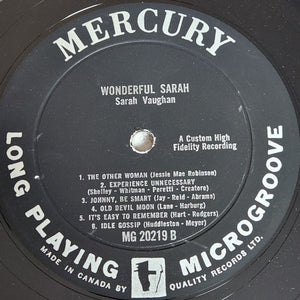 MERCURY
WONDERFUL SARAH
Sarah Vaughan
A Custom High
Fidelity Recording
1. THE OTHER WOMAN (Jessie Mae Robinson)
2. EXPERIENCE UNNECESSARY
(Shelley - Whitman - Peretti - Creatore)
3. JOHNNY, BE SMART (Jay - Reid - Abrams)
4. OLD DEVIL MOON (Lane - Harburg)
5. IT'S EASY TO REMEMBER (Hart - Rodgers)
6. IDLE GOSSIP (Huddleston - Meyer)
MG 20219 B
LONG PLAYING MICROGROOVE
MADE IN CANADA BY QUALITY RECORDS LTD.